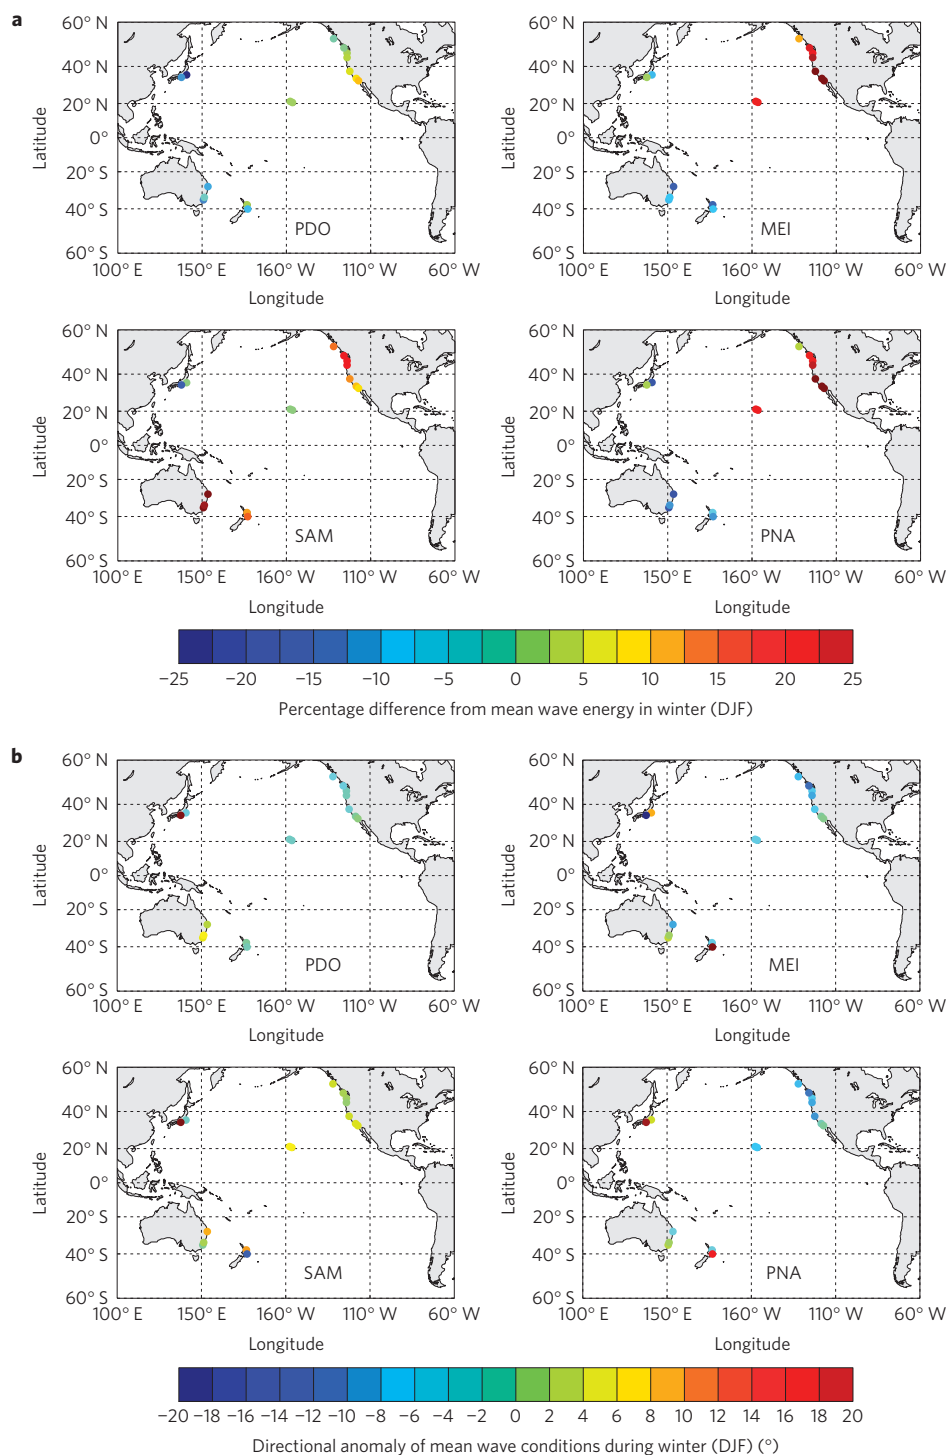 a
60° N
40° N
20° N
0°
20° S
40° S
60° S
Latitude
PDO
100° E 150° E 160° W 110° W 60° W
Longitude
60° N
40° N
20° N
0°
20° S
40° S
60° S
Latitude
MEI
100° E 150° E 160° W 110° W 60° W
Longitude
60° N
40° N
20° N
0°
20° S
40° S
60° S
Latitude
SAM
100° E 150° E 160° W 110° W 60° W
Longitude
60° N
40° N
20° N
0°
20° S
40° S
60° S
Latitude
PNA
100° E 150° E 160° W 110° W 60° W
Longitude
−25 −20 −15 −10 −5 0 5 10 15 20 25
Percentage difference from mean wave energy in winter (DJF)
b
60° N
40° N
20° N
0°
20° S
40° S
60° S
Latitude
PDO
100° E 150° E 160° W 110° W 60° W
Longitude
60° N
40° N
20° N
0°
20° S
40° S
60° S
Latitude
MEI
100° E 150° E 160° W 110° W 60° W
Longitude
60° N
40° N
20° N
0°
20° S
40° S
60° S
Latitude
SAM
100° E 150° E 160° W 110° W 60° W
Longitude
60° N
40° N
20° N
0°
20° S
40° S
60° S
Latitude
PNA
100° E 150° E 160° W 110° W 60° W
Longitude
−20 −18 −16 −14 −12 −10 −8 −6 −4 −2 0 2 4 6 8 10 12 14 16 18 20
Directional anomaly of mean wave conditions during winter (DJF) (°)